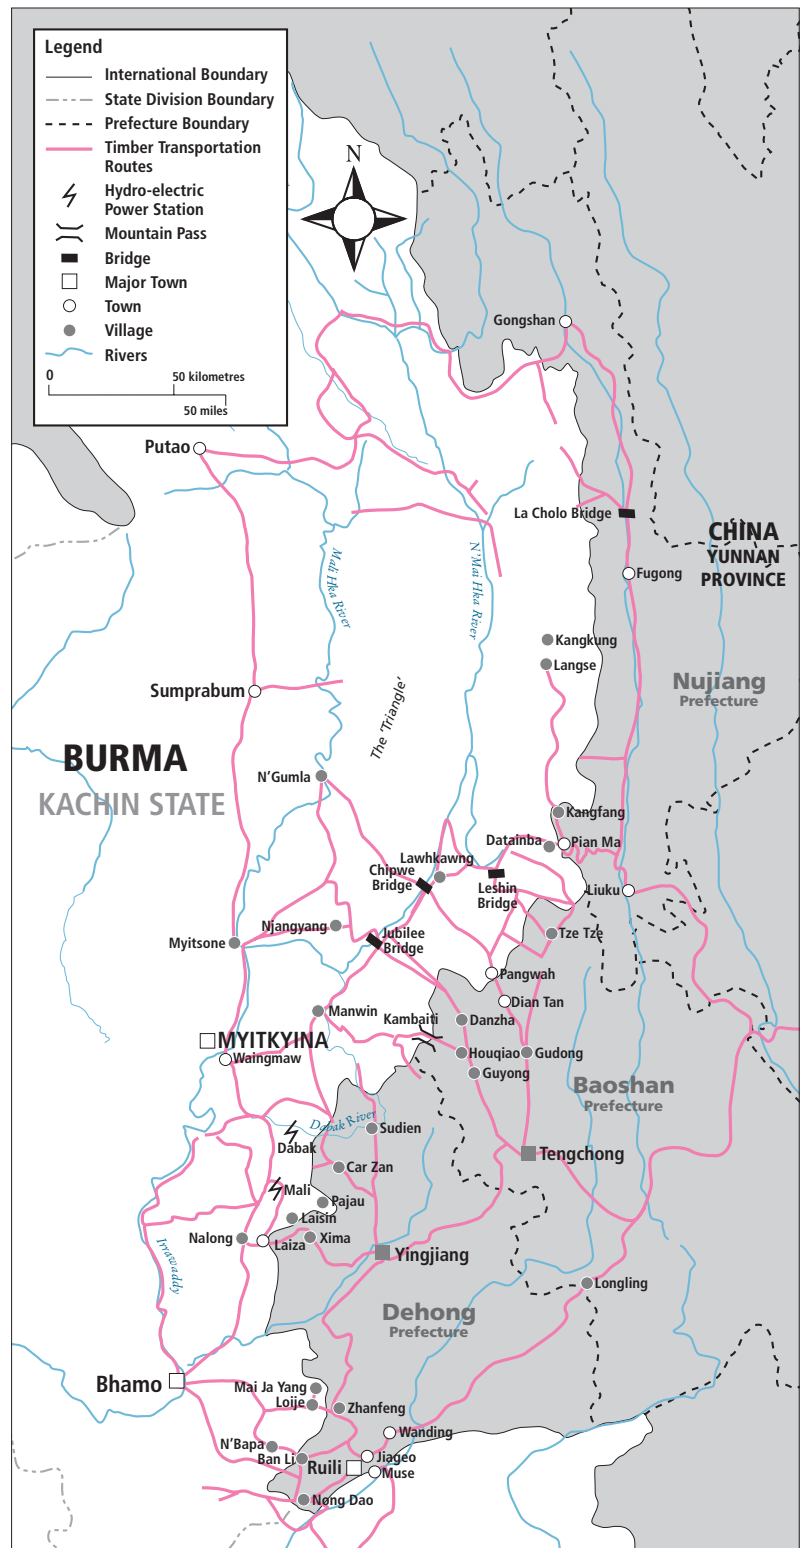 Legend
International Boundary
State Division Boundary
Prefecture Boundary
Timber Transportation
Routes
Hydro-electric
Power Station
Mountain Pass
Bridge
Major Town
Town
Village
Rivers
0
50 kilometres
50 miles
N
Gongshan
Putao
La Cholo Bridge
CHINA
YUNNAN
PROVINCE
Fugong
Mali Hka River
N'Mai Hka River
Kangkung
Langse
Nujiang
Prefecture
Sumprabum
The 'Triangle'
BURMA
KACHIN STATE
N'Gumla
Kangfang
Datainba
Pian Ma
Lawhkawng
Chipwe
Bridge
Leshin
Bridge
Liuku
Njangyang
Jubilee
Bridge
Tze Tze
Myitsone
Pangwah
Dian Tan
Manwin
Kambaiti
Danzha
MYITKYINA
Waingmaw
Houqiao
Gudong
Guyong
Baoshan
Prefecture
Dabak River
Sudien
Dabak
Tengchong
Car Zan
Mali
Pajau
Laisin
Nalong
Laiza
Xima
Irrawaddy
Yingjiang
Longling
Dehong
Prefecture
Bhamo
Mai Ja Yang
Loije
Zhanfeng
Wanding
N'Bapa
Ban Li
Ruili
Jiageo
Muse
Nong Dao